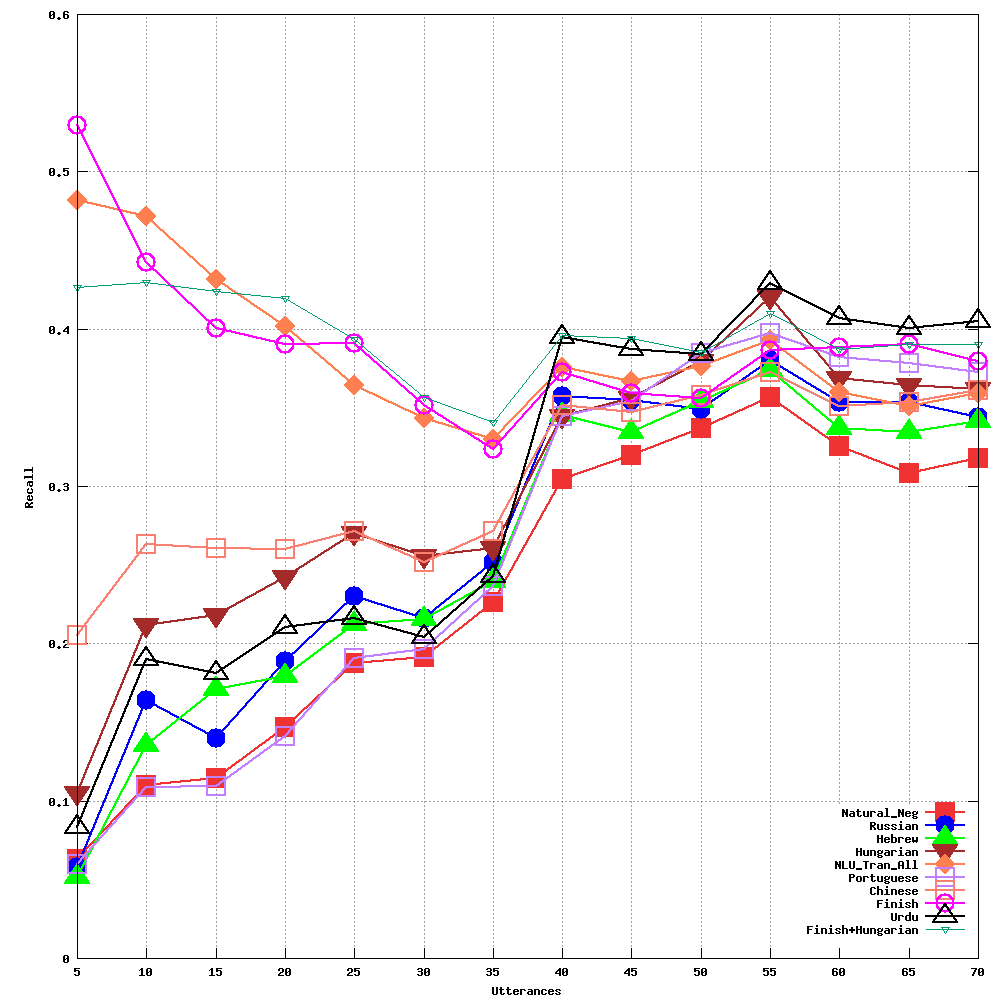 0.6
0.5
0.4
0.3
0.2
0.1
0
Recall
5 10 15 20 25 30 35 40 45 50 55 60 65 70
Utterances
Natural_Neg
Russian
Hebrew
Hungarian
NLU_Tran_All
Portuguese
Chinese
Finish
Urdu
Finish+Hungarian